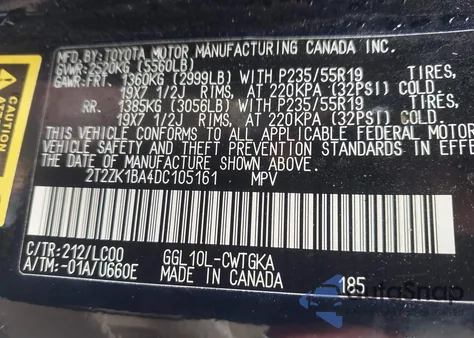 MFD. BY: TOYOTA MOTOR MANUFACTURING CANADA INC.
GVWR: 2520KG (5560LB)
GAWR:FRT. 1360KG (2999LB) WITH P235/55R19 TIRES,
19X7 1/2J RIMS, AT 220KPA (32PSI) COLD.
RR. 1385KG (3056LB) WITH P235/55R19 TIRES,
19X7 1/2J RIMS, AT 220KPA (32PSI) COLD.
THIS VEHICLE CONFORMS TO ALL APPLICABLE FEDERAL MOTOR
VEHICLE SAFETY AND THEFT PREVENTION STANDARDS IN EFFE
THE DATE OF MANUFACTURE SHOWN ABOVE.
2T2ZK1BA4DC105161 MPV
C/TR:212/LC00 GGL10L-CWTGKA
A/TM:-01A/U660E MADE IN CANADA 185
CAUTION
AutoSnap